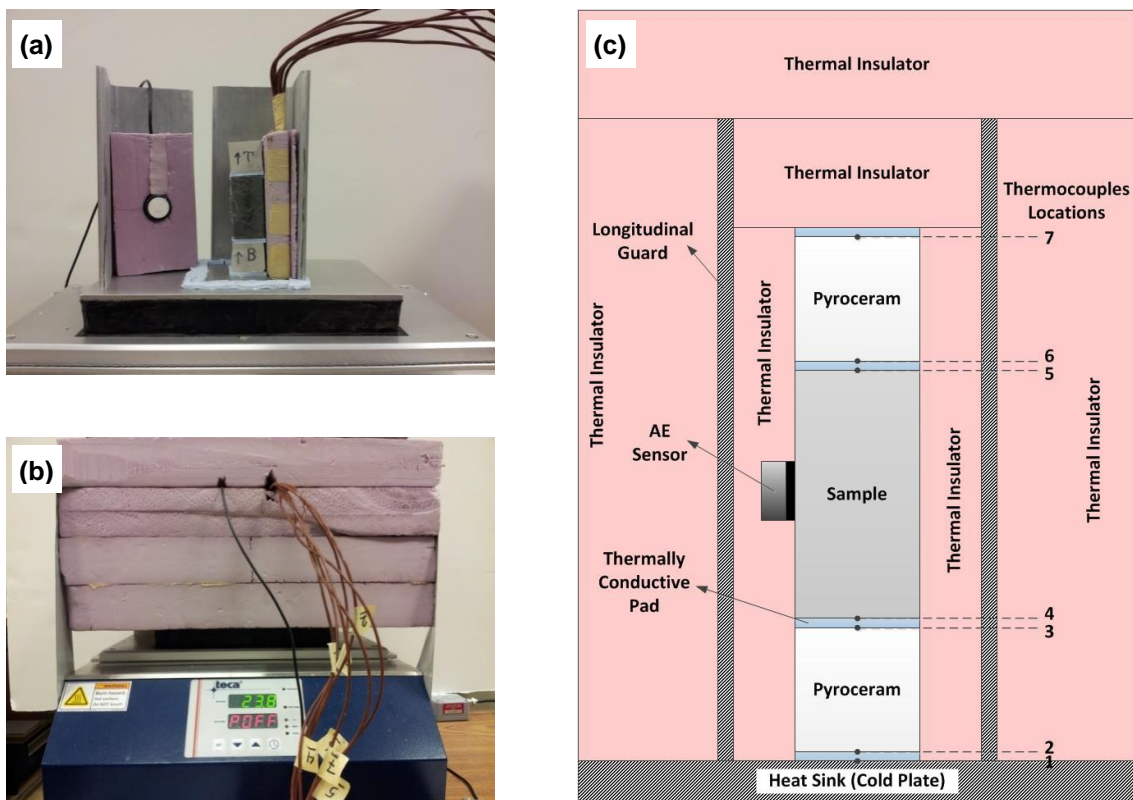 (a)
↑T
↑B
(b)
teca
23.8
POFF
(c)
Thermal Insulator
Thermal Insulator
Thermocouples
Locations
Longitudinal
Guard
7
Pyroceram
Thermal Insulator
Thermal Insulator
6
5
AE
Sensor
Sample
Thermal Insulator
Thermal Insulator
Thermally
Conductive
Pad
4
3
Pyroceram
2
1
Heat Sink (Cold Plate)